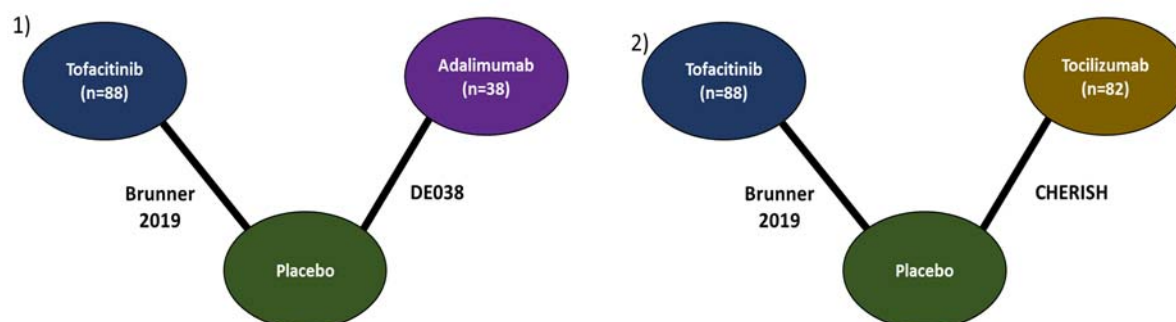 1)
Tofacitinib
(n=88)
Adalimumab
(n=38)
Brunner
2019
DE038
Placebo
2)
Tofacitinib
(n=88)
Tocilizumab
(n=82)
Brunner
2019
CHERISH
Placebo